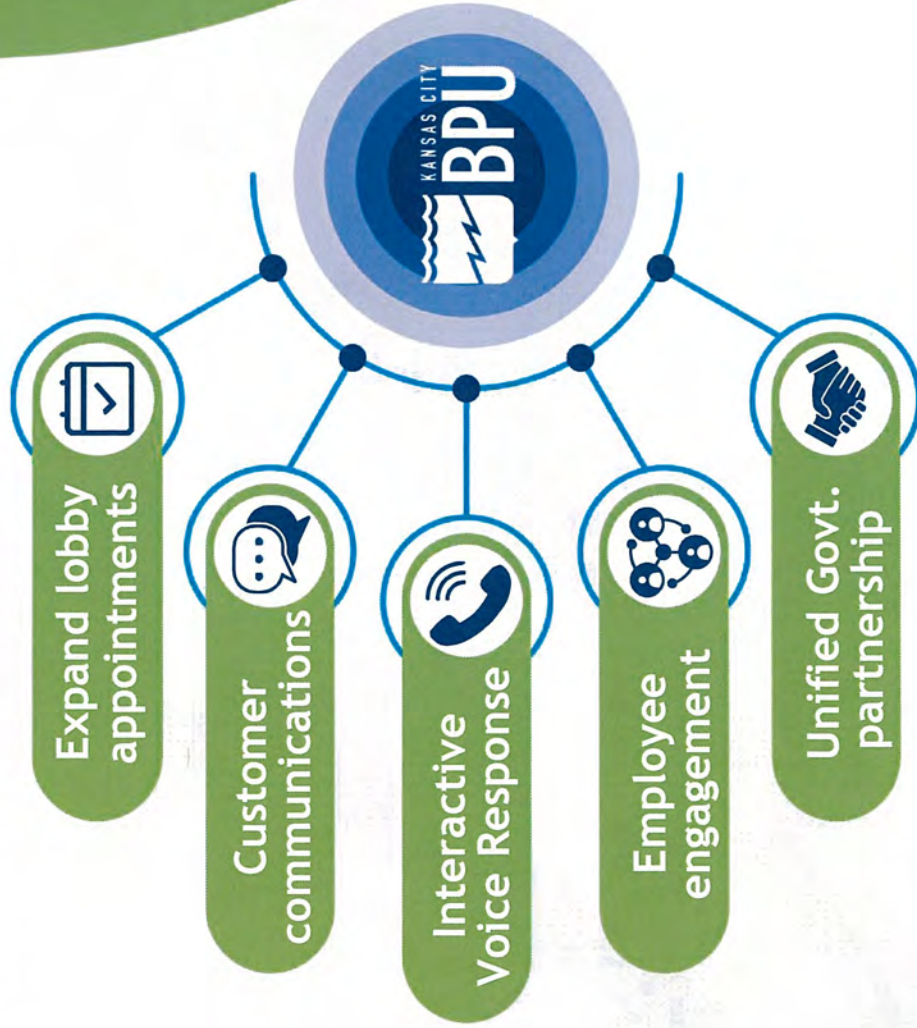 KANSAS CITY
BPU
Expand lobby
appointments
Customer
communications
Interactive
Voice Response
Employee
engagement
Unified Govt.
partnership